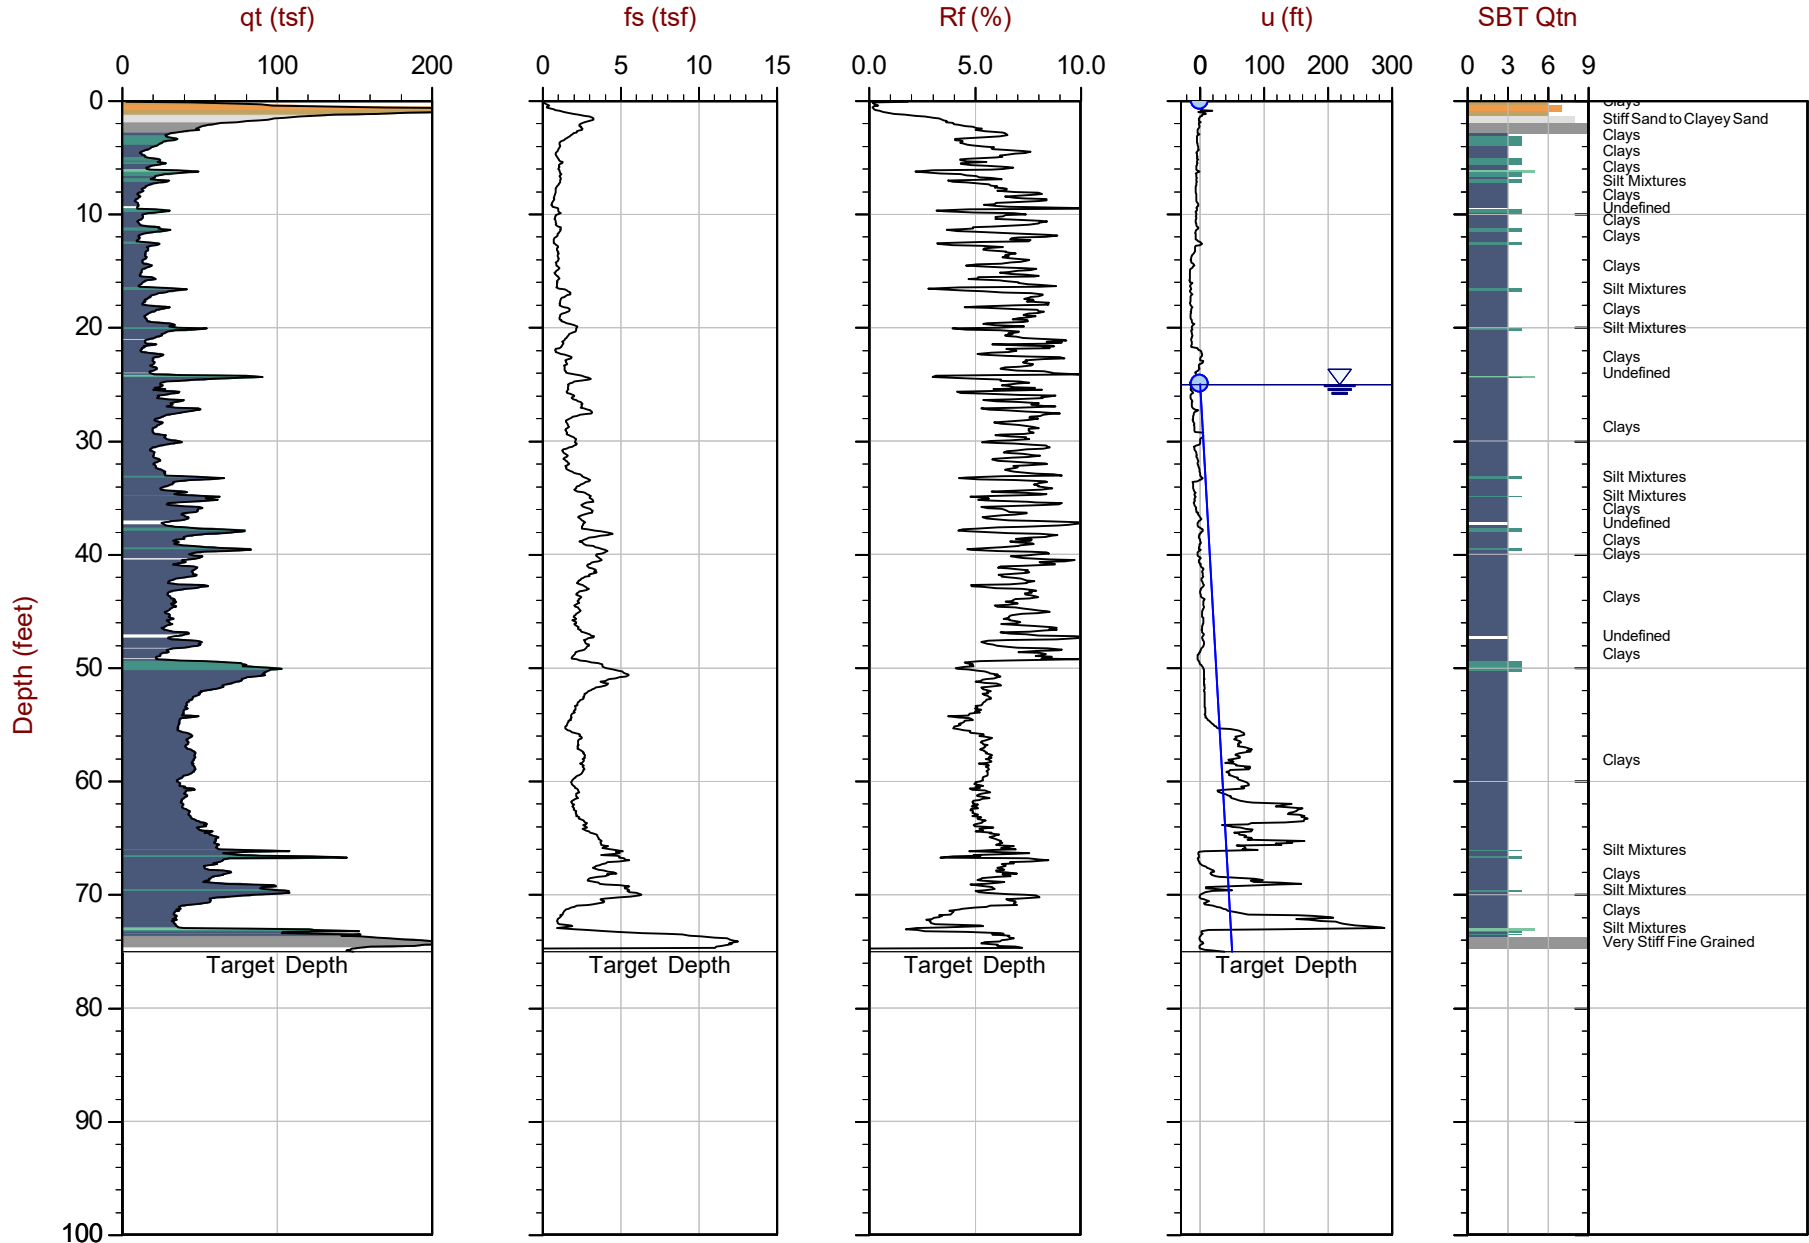 qt (tsf)
fs (tsf)
Rf (%)
u (ft)
SBT Qtn
0 100 200
0 5 10 15
0.0 5.0 10.0
0 100 200 300
0 3 6 9
0
10
20
30
40
50
60
70
80
90
100
Depth (feet)
Clays
Stiff Sand to Clayey Sand
Clays
Clays
Clays
Silt Mixtures
Clays
Undefined
Clays
Clays
Clays
Silt Mixtures
Clays
Silt Mixtures
Clays
Undefined
Clays
Silt Mixtures
Silt Mixtures
Clays
Undefined
Clays
Clays
Clays
Undefined
Clays
Clays
Silt Mixtures
Clays
Silt Mixtures
Clays
Silt Mixtures
Very Stiff Fine Grained
Target Depth
Target Depth
Target Depth
Target Depth